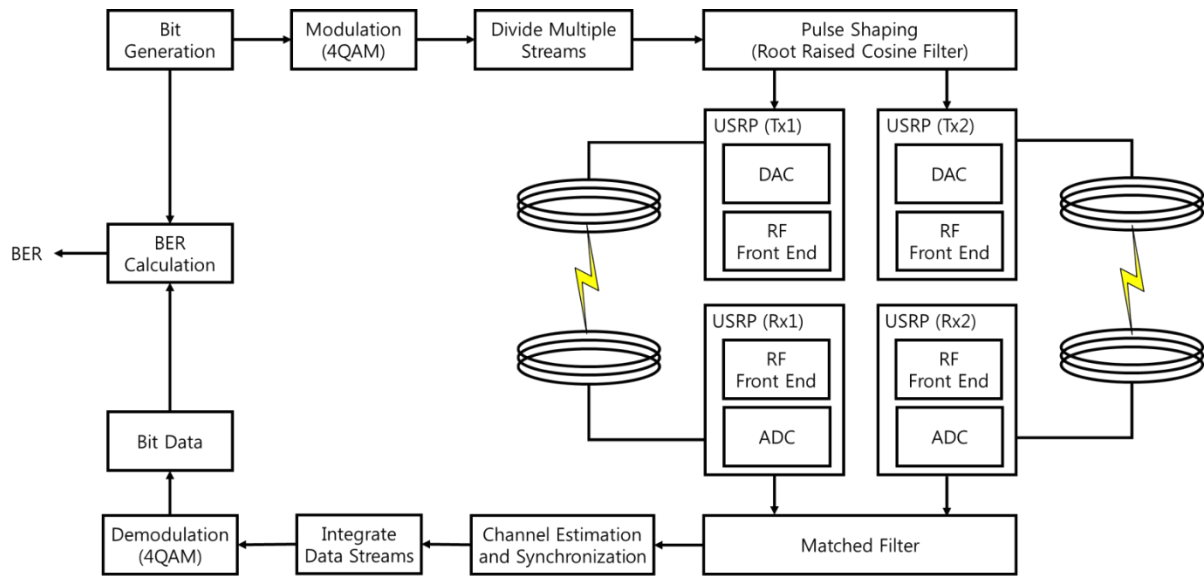 Bit
Generation
Modulation
(4QAM)
Divide Multiple
Streams
Pulse Shaping
(Root Raised Cosine Filter)
USRP (Tx1)
DAC
RF
Front End
USRP (Tx2)
DAC
RF
Front End
BER
BER
Calculation
USRP (Rx1)
RF
Front End
ADC
USRP (Rx2)
RF
Front End
ADC
Bit Data
Demodulation
(4QAM)
Integrate
Data Streams
Channel Estimation
and Synchronization
Matched Filter